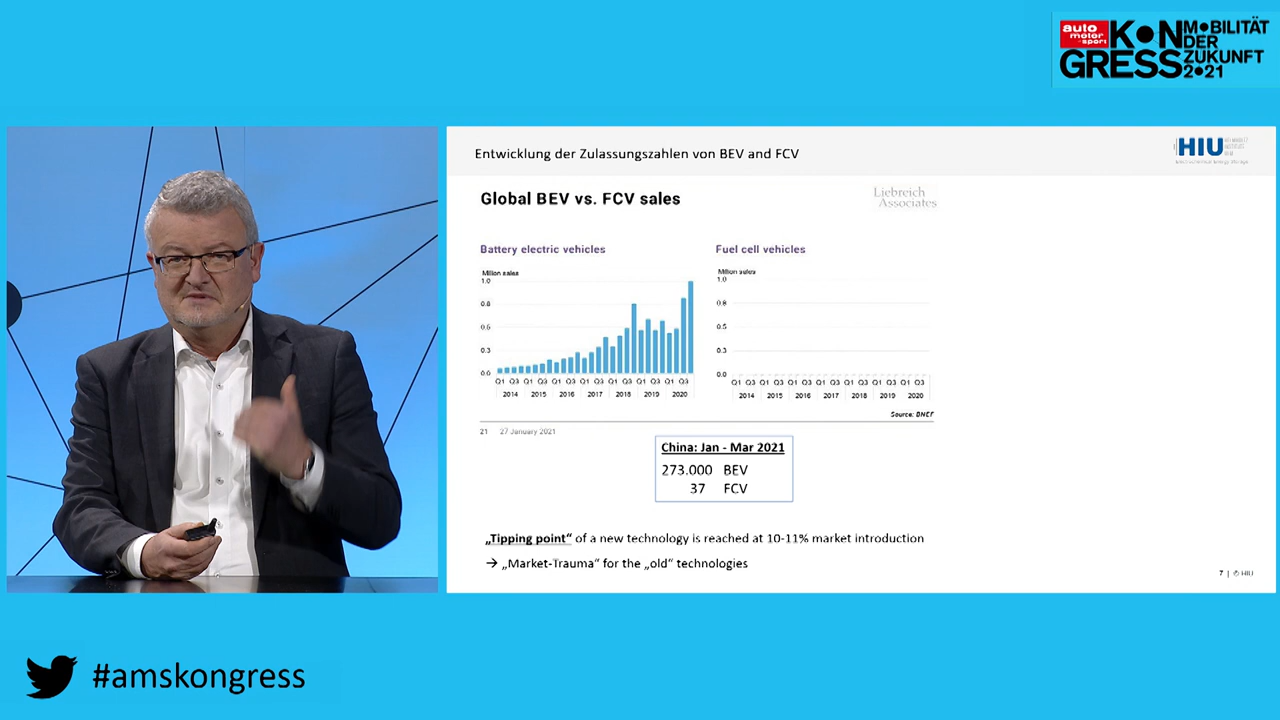 auto
motor
sport
KONGRESS
MOBILITÄT
DER
ZUKUNFT
2021
Entwicklung der Zulassungszahlen von BEV and FCV
HIU
Global BEV vs. FCV sales
Liebreich
Associates
Battery electric vehicles
Million sales
1.0
0.8
0.6
0.3
0.0
Q1 Q3 Q1 Q3 Q1 Q3 Q1 Q3 Q1 Q3 Q1 Q3 Q1 Q3
2014 2015 2016 2017 2018 2019 2020
Fuel cell vehicles
Million sales
1.0
0.8
0.5
0.3
0.0
Q1 Q3 Q1 Q3 Q1 Q3 Q1 Q3 Q1 Q3 Q1 Q3 Q1 Q3
2014 2015 2016 2017 2018 2019 2020
Source: BNEF
21 27 January 2021
China: Jan - Mar 2021
273.000 BEV
37 FCV
„Tipping point“ of a new technology is reached at 10-11% market introduction
→ „Market-Trauma“ for the „old“ technologies
7 | © HIU
#amskongress